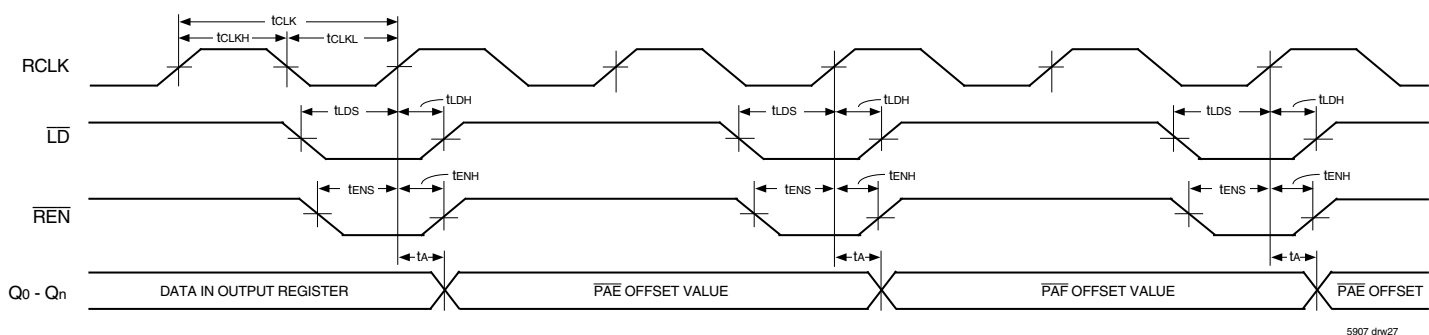 tCLK
tCLKH
tCLKL
RCLK
tLDS
tLDH
tLDS
tLDH
tLDS
tLDH
LD
tENS
tENH
tENS
tENH
tENS
tENH
REN
tA
tA
tA
Q0 - Qn
DATA IN OUTPUT REGISTER
PAE OFFSET VALUE
PAF OFFSET VALUE
PAE OFFSET
5907 drw27